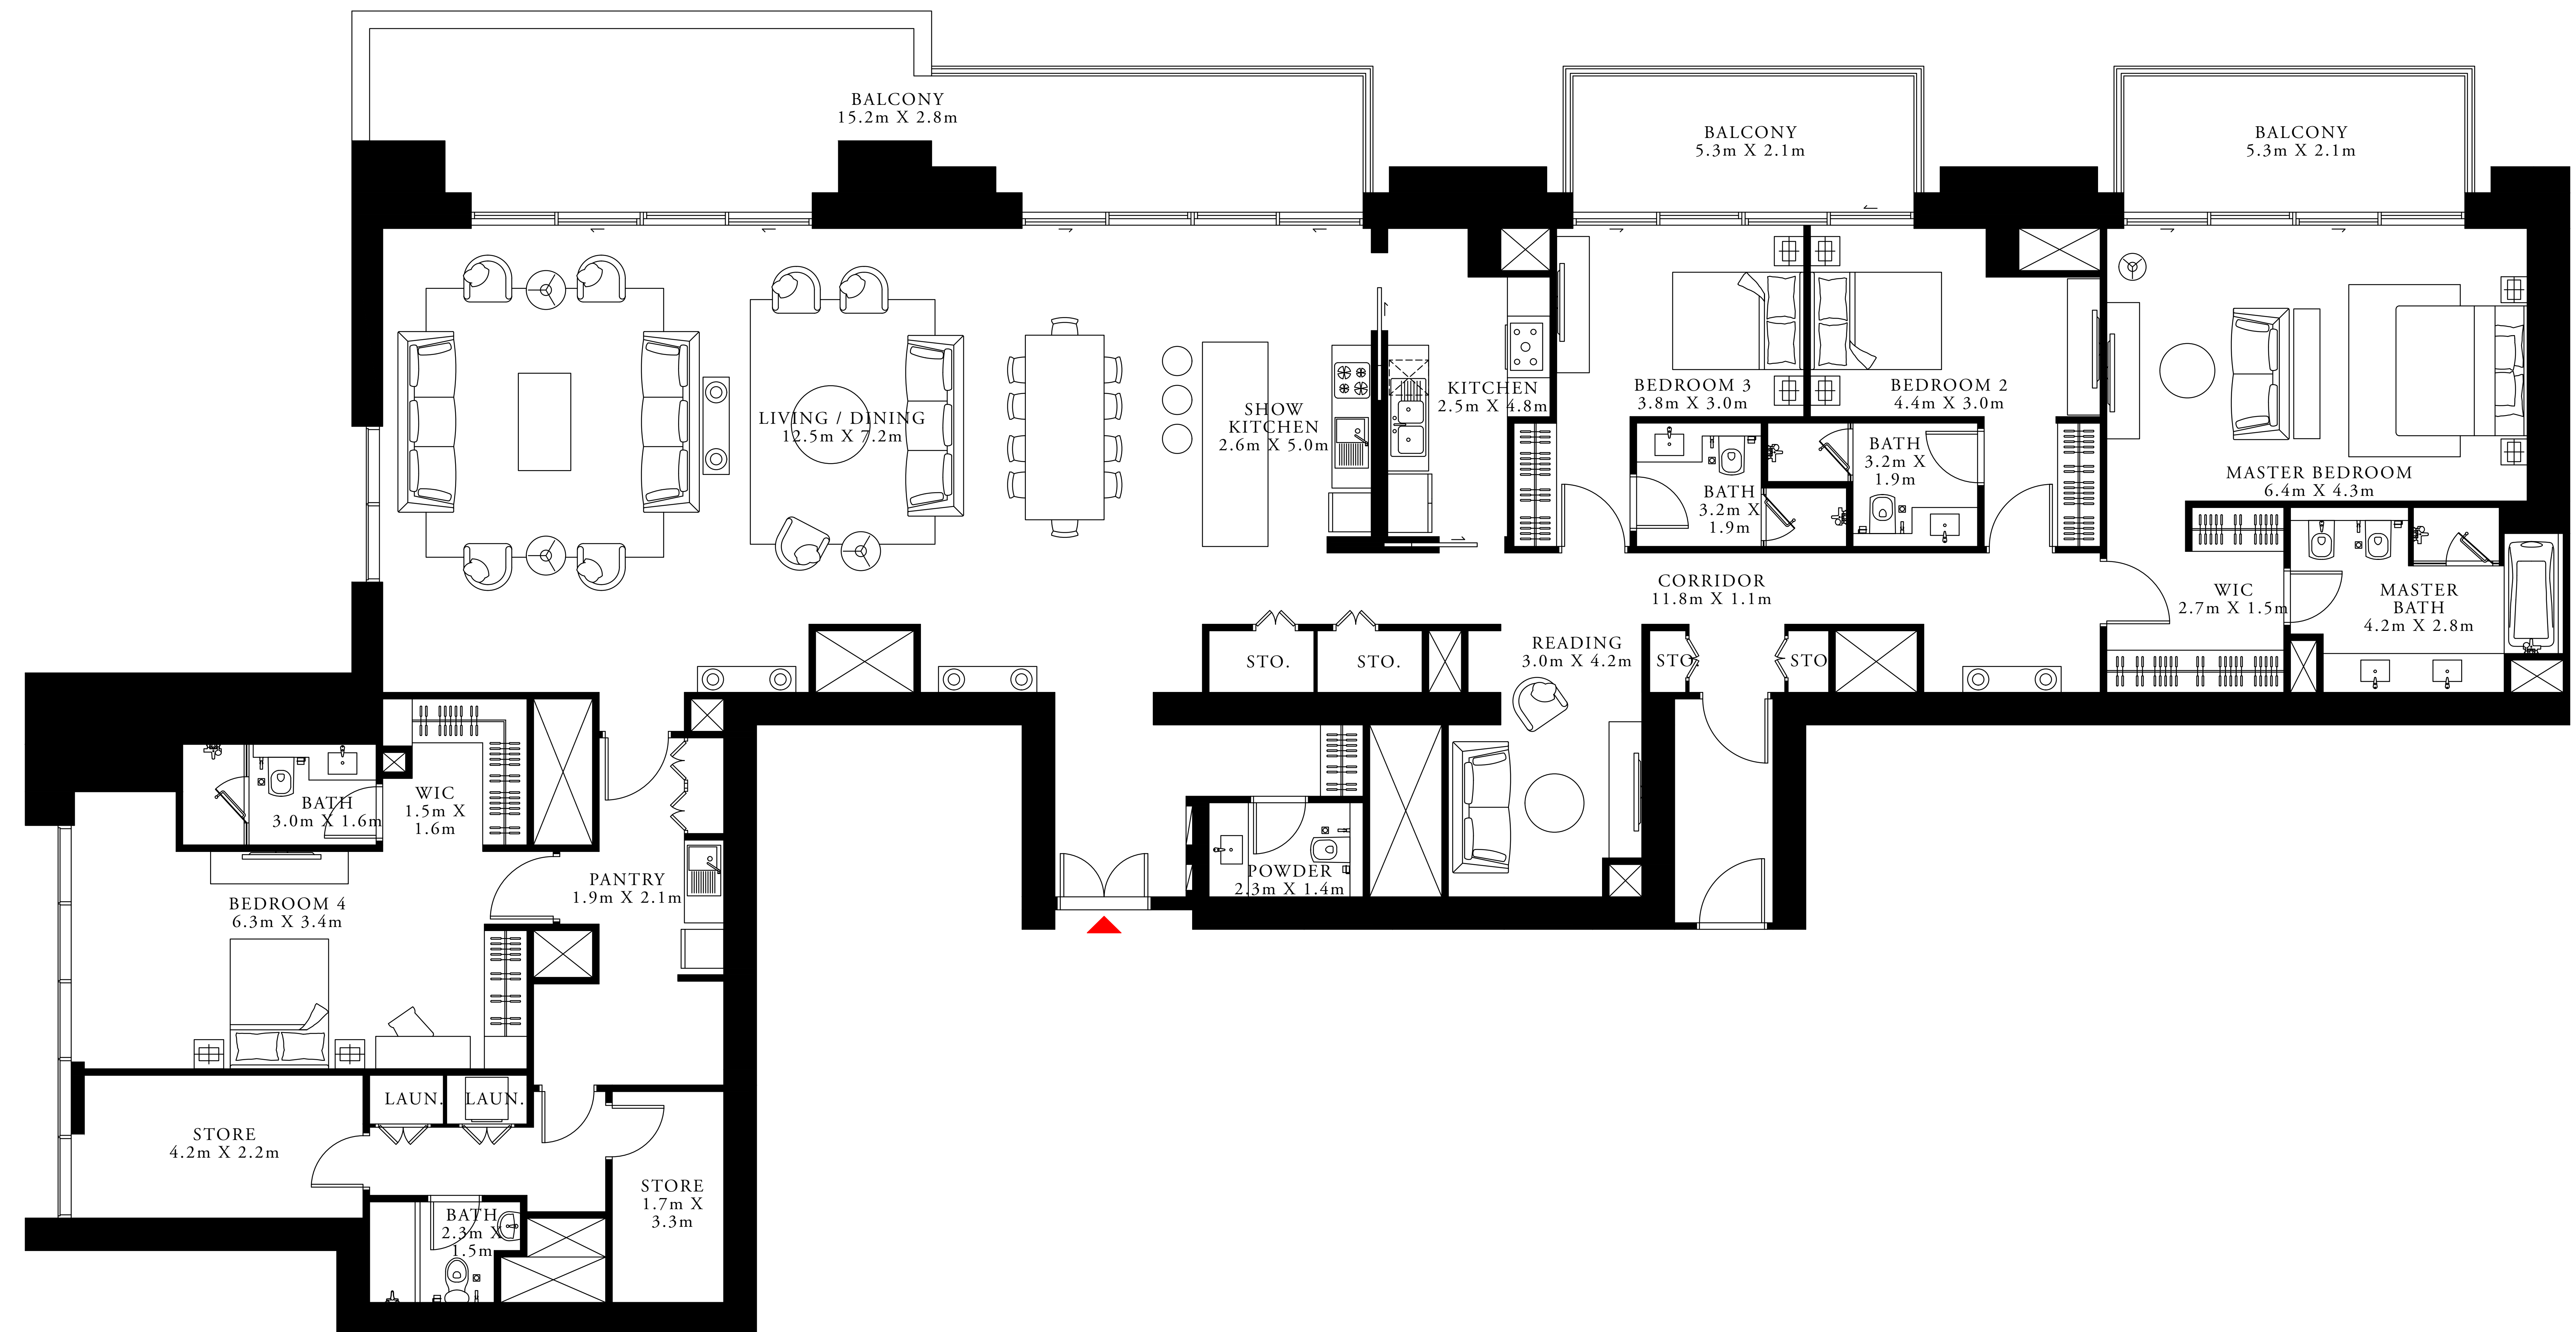 BALCONY
15.2m X 2.8m
BALCONY
5.3m X 2.1m
BALCONY
5.3m X 2.1m
LIVING / DINING
12.5m X 7.2m
SHOW
KITCHEN
2.6m X 5.0m
KITCHEN
2.5m X 4.8m
BEDROOM 3
3.8m X 3.0m
BEDROOM 2
4.4m X 3.0m
BATH
3.2m X
1.9m
BATH
3.2m X
1.9m
MASTER BEDROOM
6.4m X 4.3m
CORRIDOR
11.8m X 1.1m
WIC
2.7m X 1.5m
MASTER
BATH
4.2m X 2.8m
STO.
STO.
READING
3.0m X 4.2m
STO.
STO
BATH
3.0m X 1.6m
WIC
1.5m X
1.6m
PANTRY
1.9m X 2.1m
POWDER
2.3m X 1.4m
BEDROOM 4
6.3m X 3.4m
LAUN.
LAUN.
STORE
4.2m X 2.2m
STORE
1.7m X
3.3m
BATH
2.3m X
1.5m